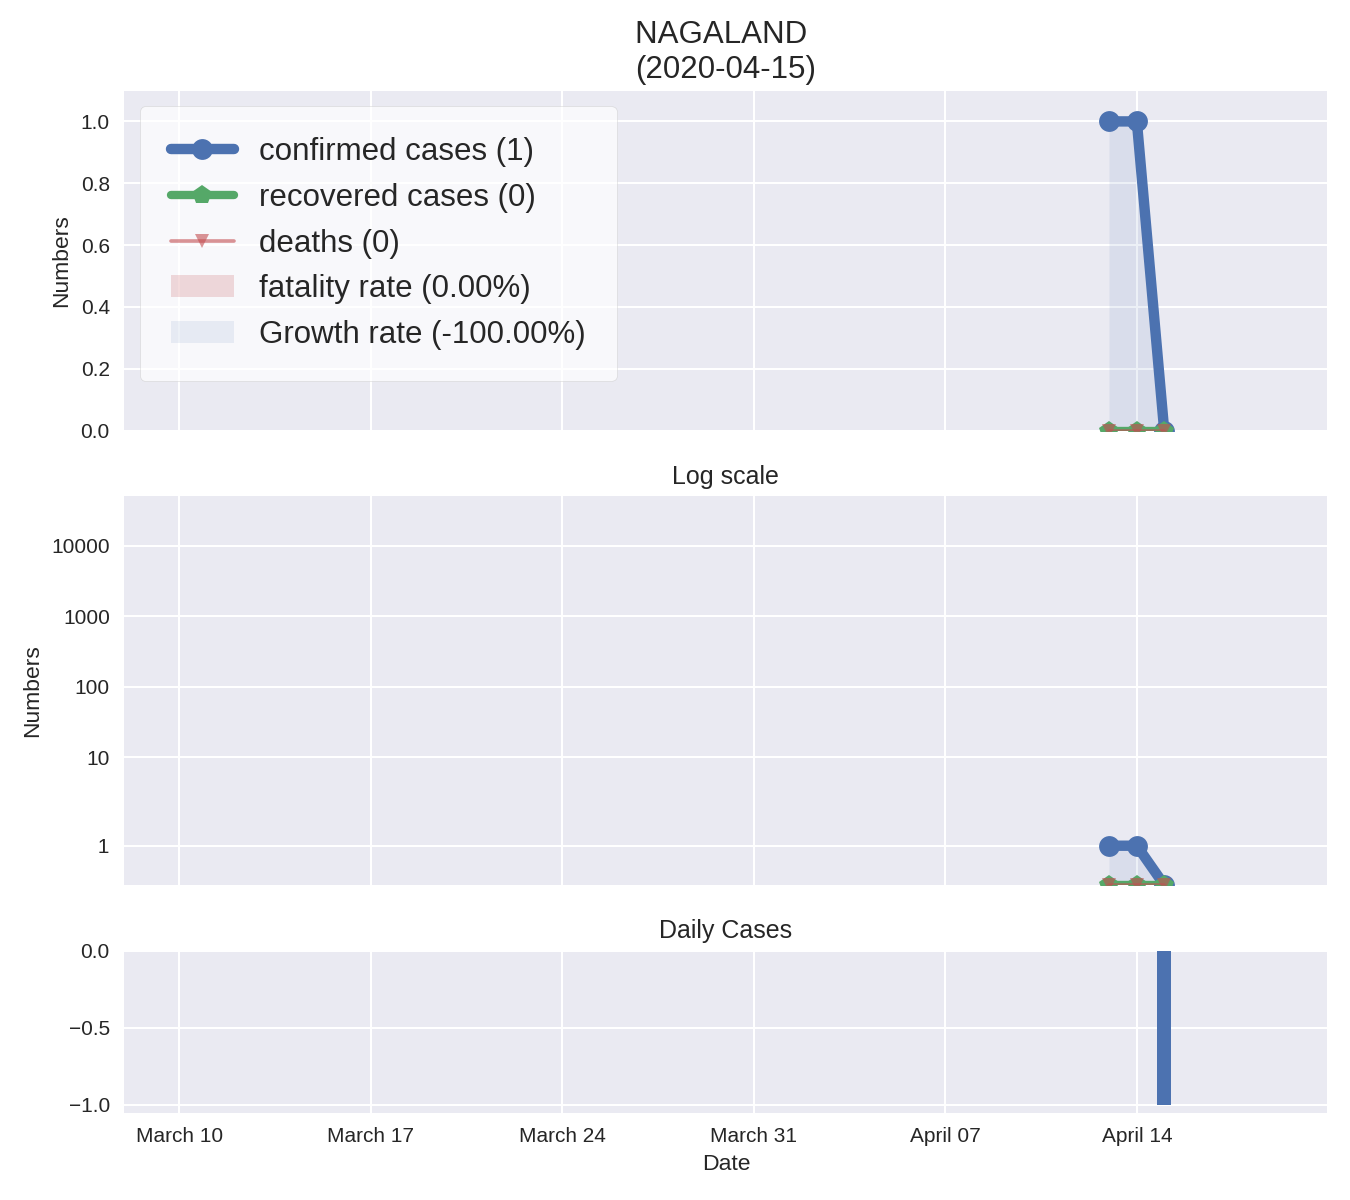 NAGALAND
(2020-04-15)
1.0
0.8
0.6
0.4
0.2
0.0
Numbers
confirmed cases (1)
recovered cases (0)
deaths (0)
fatality rate (0.00%)
Growth rate (-100.00%)
Log scale
10000
1000
100
10
1
Numbers
Daily Cases
0.0
−0.5
−1.0
March 10 March 17 March 24 March 31 April 07 April 14
Date